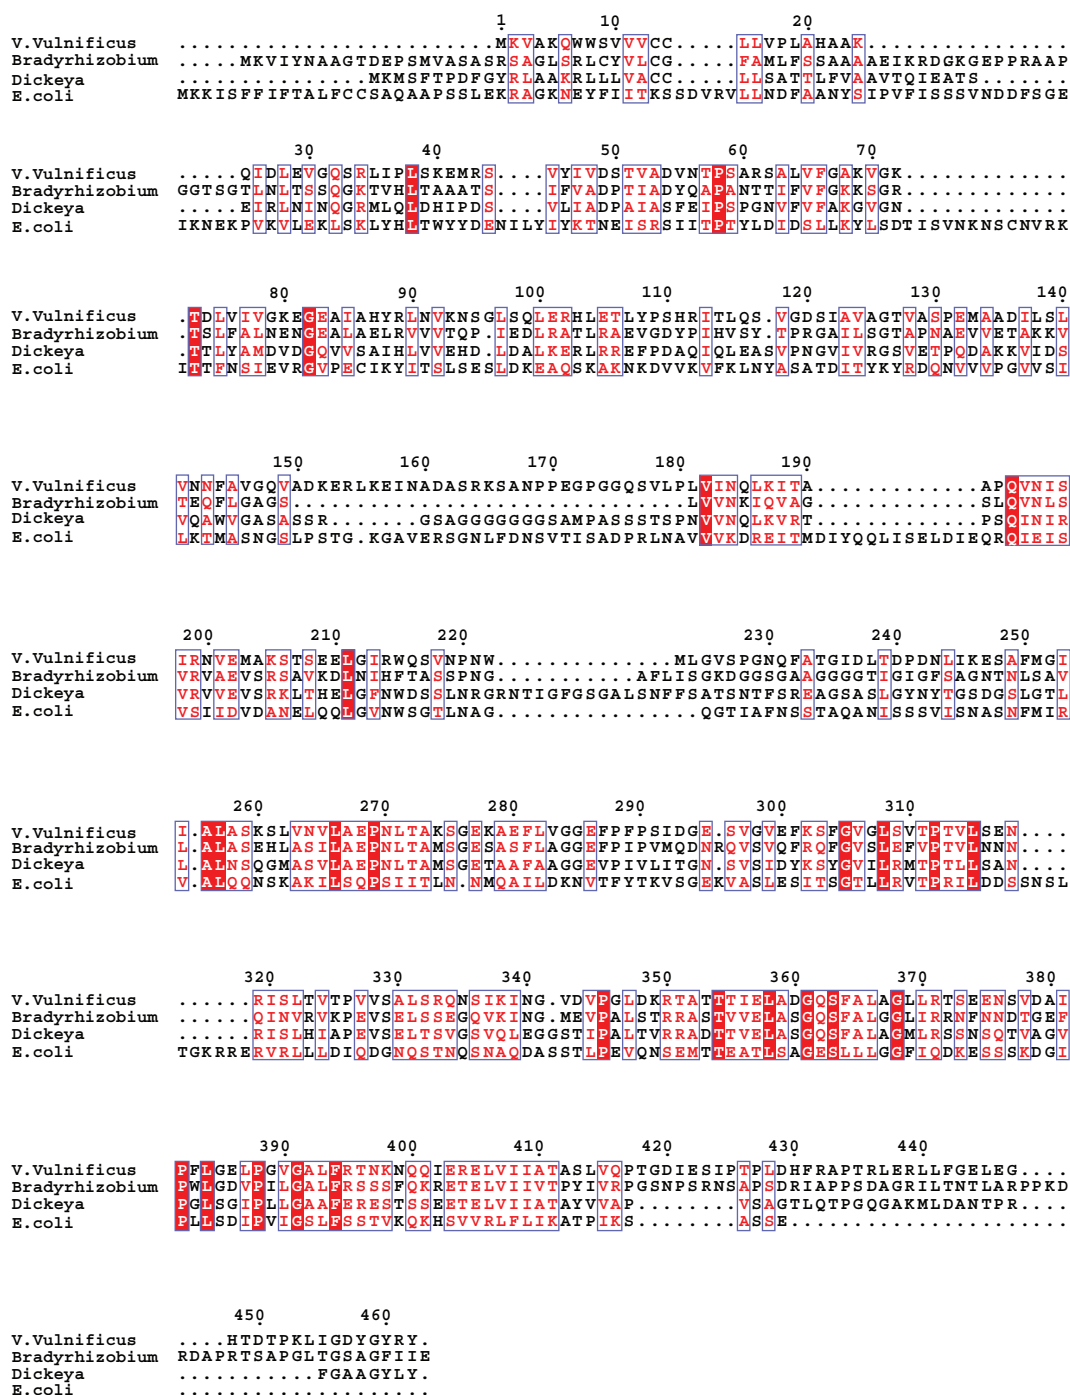 1 10 20
V.Vulnificus .....................MKVAKQWWSVVVCC.....LLVPLAHAAK................
Bradyrhizobium .....MKVIYNAAGTDEPSMVASASRSAGLSRLCYVLCG.....FAMLFSSAAAAEIKRDGKGEPPRAAP
Dickeya ...............MKMSFTPDFGYRLAAKRLLLVACC.....LLSATTLFVAAVTQIEATS.......
E.coli MKKISFFIFTALFCCSAQAAPSSLEKRAGKNEYFIITKSSDVRVLLNDFAANYSIPVFISSSVNDDFSGE
30 40 50 60 70
V.Vulnificus .....QIDLEVGQSRLIPLSKEMRS....VYIVDSTVADVNTPSARSALVFGAKVGK.............
Bradyrhizobium GGTSGTLNLTSSQGKTVHLTAAATS....IFVADPTIADYQAPANTTIFVFGKKSGR.............
Dickeya .....EIRLNINQGRMLQLDHIPDS....VLIADPAIASFEIPSPGNVFVFAKGVGN.............
E.coli IKNEKPVKVLEKLSKLYHLTWYYDENILYIYKTNEISRSIITPTYLDIDSLLKYLSDTISVNKNSCNVRK
80 90 100 110 120 130 140
V.Vulnificus .TDLVIVGKEGEAIAHYRLNVKNSGLSQLERHLETLYPSHRITLQS.VGDSIAVAGTVASPEMAADILSL
Bradyrhizobium .TSLFALNENGEALAELRVVVTQP.IEDLRATLRAEVGDYPIHVSY.TPRGAILSGTAPNAEVVETAKKV
Dickeya .TTLYAMDVDGQVVSAIHLVVEHD.LDALKERLRREFPDAQIQLEASVPNGVIVRGSVETPQDAKKVIDS
E.coli ITTFNSIEVRGVPECIKYITSLSESLDKEAQSKAKNKDVVKVFKLNYASATDITYKYRDQNVVVPGVVSI
150 160 170 180 190
V.Vulnificus VNNFAVGQVADKERLKEINADASRKSANPPEGPGGQSVLPLVINQLKITA.............APQVNIS
Bradyrhizobium TEQFLGAGS......................LVVNKIQVAG.............SLQVNLS
Dickeya VQAWVGASASSR.......GSAGGGGGGGSAMPASSSTSPNVVNQLKVRT.............PSQINIR
E.coli LKTMASNGSLPSTG.KGAVERSGNLFDNSVTISADPRLNAVVVKDREITMDIYQQLISELDIEQRQIEIS
200 210 220 230 240 250
V.Vulnificus IRNVEMAKSTSEELGIRWQSVNPNW..............MLGVSPGNQFATGIDLTDPDNLIKESAFMGI
Bradyrhizobium VRVAEVSRSAVKDLNIHFTASSPNG...........AFLISGKDGGSGAAGGGGTIGIGFSAGNTNLSAV
Dickeya VRVVEVSRKLTHELGFNWDSSLNRGRNTIGFGSGALSNFFSATSNTFSREAGSASLGYNYTGSDGSLGTL
E.coli VSIIDVDANELQQLGVNWSGTLNAG................QGTIAFNSSTAQANISSSVISNASNFMIR
260 270 280 290 300 310
V.Vulnificus I.ALASKSLVNVLAEPNLTAKSGEKAEFLVGGEFPFPSIDGE.SVGVEFKSFGVGLSVTPTVLSEN....
Bradyrhizobium L.ALASEHLASILAEPNLTAMSGESASFLAGGEFPIPVMQDNRQVSVQFRQFGVSLEFVPTVLNNN....
Dickeya L.ALNSQGMASVLAEPNLTAMSGETAAFAAGGEVPIVLITGN.SVSIDYKSYGVILRMTPTLLSAN....
E.coli V.ALQQNSKAKILSQPSIITLN.NMQAILDKNVTFYTKVSGEKVASLESITSGTLLRVTPRILDDSSNSL
320 330 340 350 360 370 380
V.Vulnificus ......RISLTVTPVVSALSRQNSIKING.VDVPGLDKRTATTTIELADGQSFALAGLLRTSEENSVDAI
Bradyrhizobium ......QINVRVKPEVSELSSEGQVKING.MEVPALSTRRASTVVELASGQSFALGGLIRRNFNNDTGEF
Dickeya ......RISLHIAPEVSELTSVGSVQLEGGSTIPALTVRRADTTVELASGQSFALAGMLRSSNSQTVAGV
E.coli TGKRRERVRLLLDIQDGNQSTNQSNAQDASSTLPEVQNSEMTTEATLSAGESLLLGGFIQDKESSSKDGI
390 400 410 420 430 440
V.Vulnificus PFLGELPGVGALFRTNKNQQIERELVIIATASLVQPTGDIESIPTPLDHFRAPTRLERLLFGELEG....
Bradyrhizobium PWLGDVPILGALFRSSSFQKRETELVIIVTPYIVRPGSNPSRNSAPSDRIAPPSDAGRILTNTLARPPKD
Dickeya PGLSGIPLLGAAFERESTSSEETELVIIATAYVVAP........VSAGTLQTPGQGAKMLDANTPR....
E.coli PLLSDIPVIGSLFSSTVKQKHSVVRLFLIKATPIKS........ASSE......................
450 460
V.Vulnificus ....HTDTPKLIGDYGYRY.
Bradyrhizobium RDAPRTSAPGLTGSAGFIIE
Dickeya ...........FGAAGYLY.
E.coli ....................